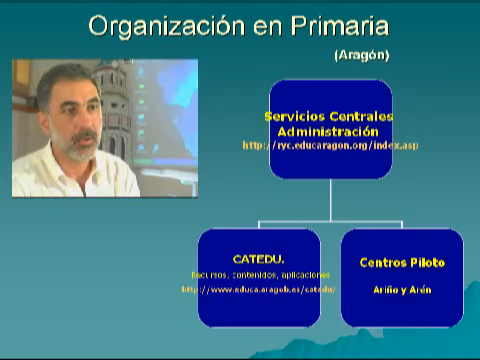 Organización en Primaria
(Aragón)
Servicios Centrales
Administración
http://ryc.educaragon.org/index.asp
CATEDU.
Recursos, contenidos, aplicaciones
http://www.educa.aragob.es/catedu/
Centros Piloto
Ariño y Arén